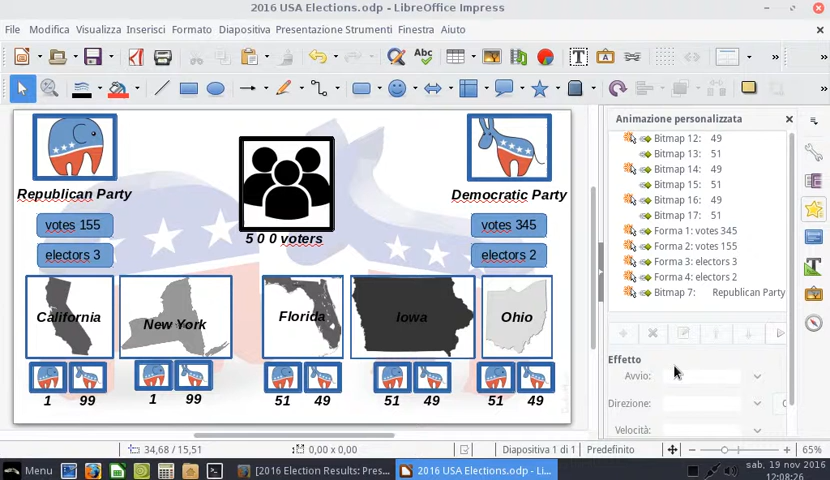 2016 USA Elections.odp - LibreOffice Impress
File Modifica Visualizza Inserisci Formato Tabella Diapositiva Presentazione Strumenti Finestra Aiuto
Abc
T
A
Animazione personalizzata
Bitmap 12: 49
Bitmap 13: 51
Bitmap 14: 49
Bitmap 15: 51
Bitmap 16: 49
Bitmap 17: 51
Forma 1: votes 345
Forma 2: votes 155
Forma 3: electors 3
Forma 4: electors 2
Bitmap 7: Republican Party
Effetto
Avvio:
Direzione:
Velocità:
Republican Party
Democratic Party
votes 155
votes 345
5 0 0 voters
electors 3
electors 2
California
New York
Florida
Iowa
Ohio
1 99
1 99
51 49
51 49
51 49
34,68 / 15,51
0,00 x 0,00
Diapositiva 1 di 1
Predefinito
65%
Menu
[2016 Election Results: Pres...
2016 USA Elections.odp - Li...
sab, 19 nov 2016
12:08:26